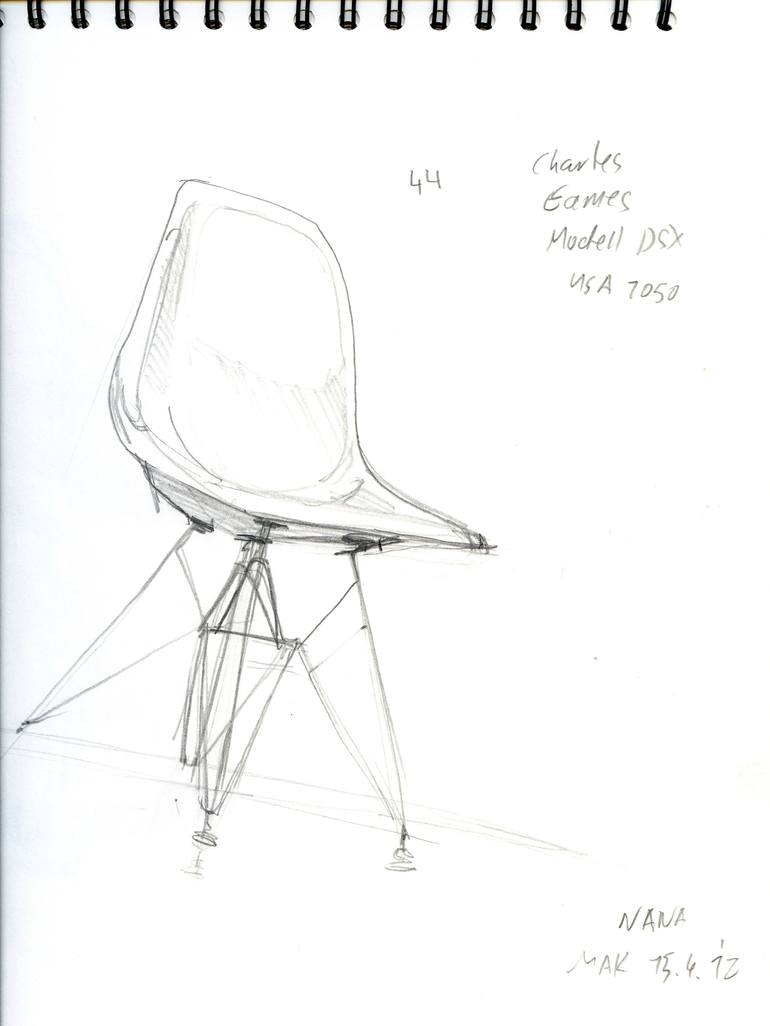 44
Charles
Eames
Modell DSX
USA 1050
NANA
MAK 15.4.12